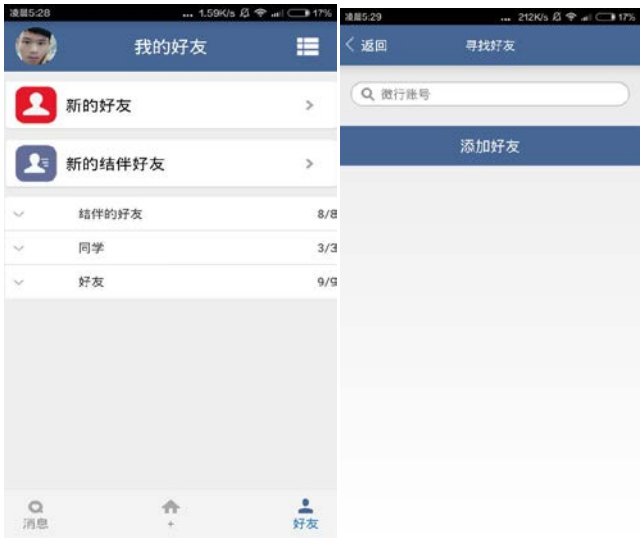 凌晨5:28
... 1.59K/s
17%
我的好友
新的好友
新的结伴好友
结伴的好友
8/8
同学
3/3
好友
9/9
消息
+
好友
凌晨5:29
... 212K/s
17%
返回
寻找好友
微行账号
添加好友